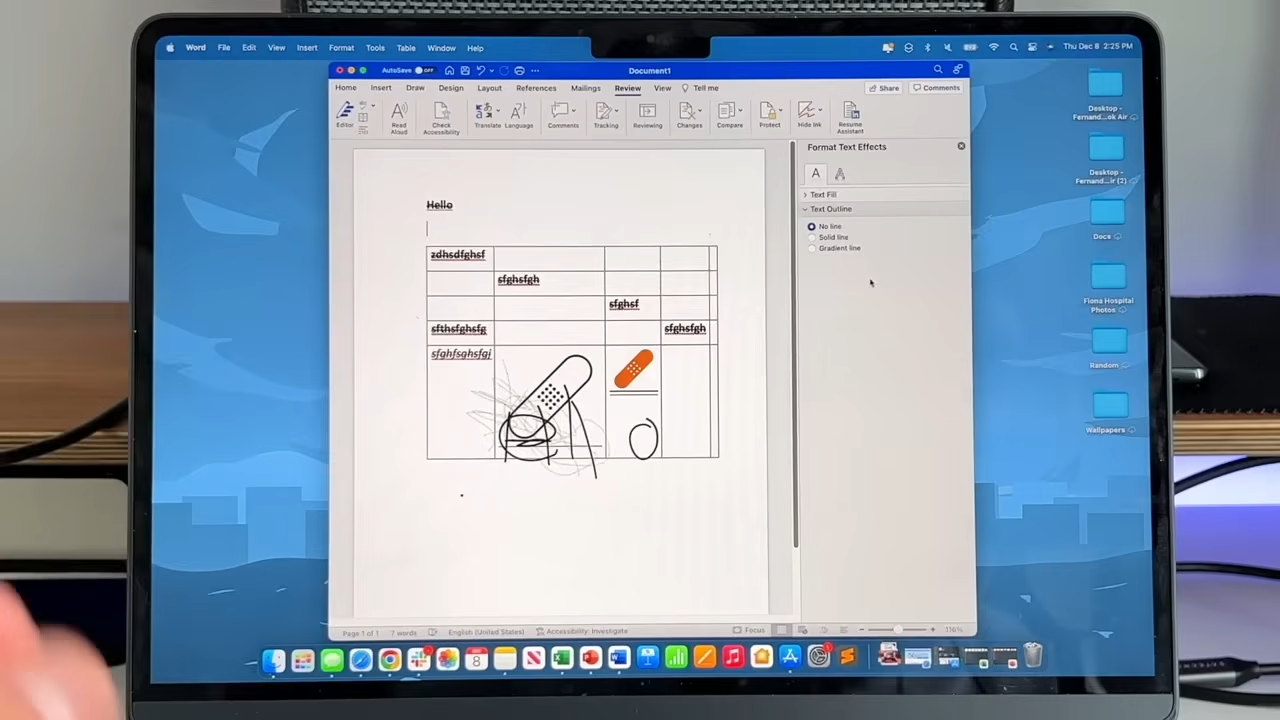 Word File Edit View Insert Format Tools Table Window Help Thu Dec 8 2:25 PM
AutoSave OFF Document1
Home Insert Draw Design Layout References Mailings Review View Tell me Share Comments
Editor Read Aloud Check Accessibility Translate Language Comments Tracking Reviewing Changes Compare Protect Hide Ink Resume Assistant
Format Text Effects
A A
Text Fill
Text Outline
No line
Solid line
Gradient line
Hello
zdhsdfghsf
sfghsfgh
sfghsf
sfthsfghsfg sfghsfgh
sfghfsghsfgj
Page 1 of 1 7 words English (United States) Accessibility: Investigate Focus 116%
Desktop -
Fernand...ok Air
Desktop -
Fernand...ir (2)
Docs
Fiona Hospital
Photos
Random
Wallpapers